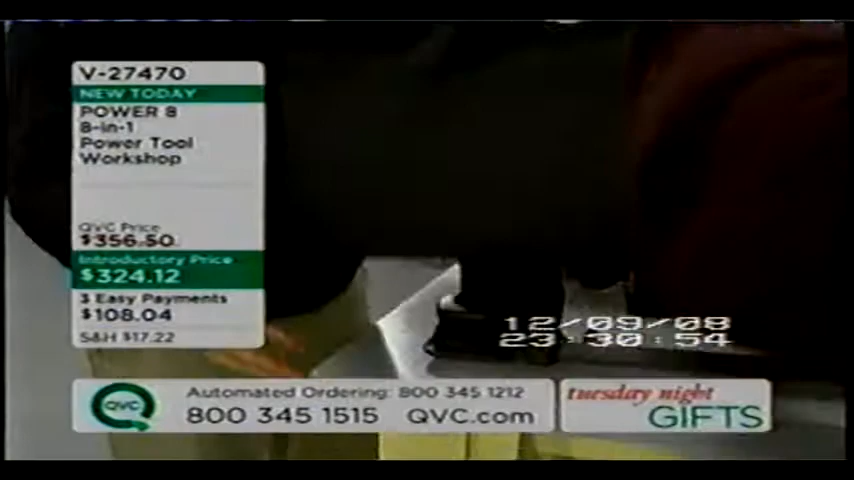 V-27470
NEW TODAY
POWER 8
8-in-1
Power Tool
Workshop
QVC Price
$356.50
Introductory Price
$324.12
3 Easy Payments
$108.04
S&H $17.22
12/09/08
23:30:54
QVC
Automated Ordering: 800 345 1212
800 345 1515 QVC.com
tuesday night
GIFTS